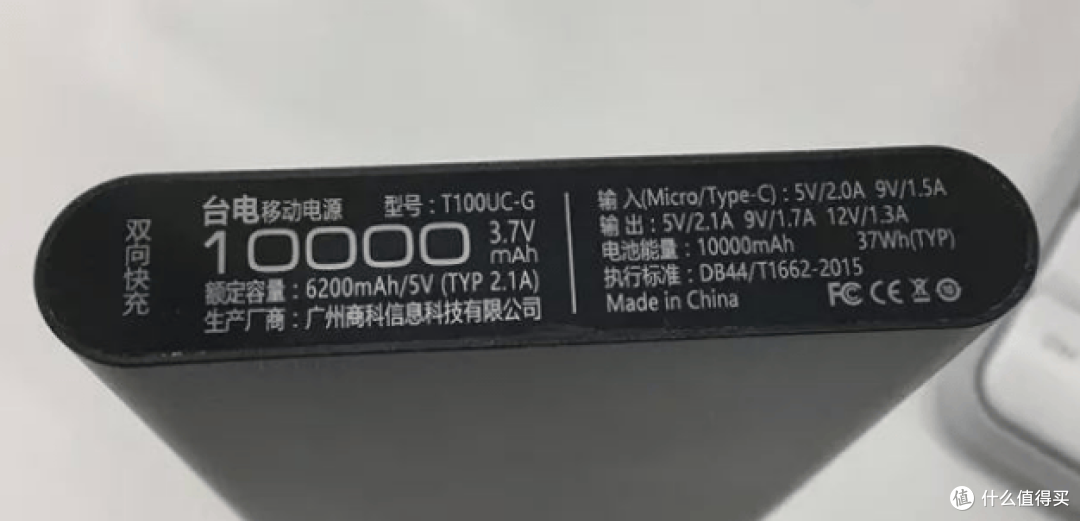 双向快充
台电移动电源 型号：T100UC-G
10000 3.7V mAh
额定容量：6200mAh/5V (TYP 2.1A)
生产厂商：广州商科信息科技有限公司
输 入(Micro/Type-C)：5V/2.0A 9V/1.5A
输 出：5V/2.1A 9V/1.7A 12V/1.3A
电池能量：10000mAh 37Wh(TYP)
执行标准：DB44/T1662-2015
Made in China FC CE
值 什么值得买